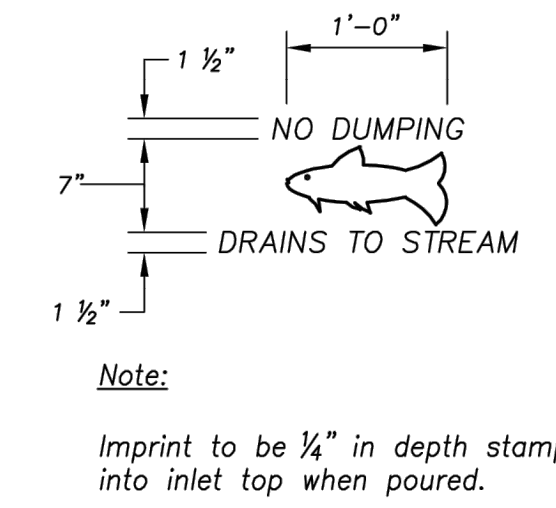 1'-0"
1 ½"
NO DUMPING
7"
DRAINS TO STREAM
1 ½"
Note:
Imprint to be ¼" in depth
into inlet top when poured.